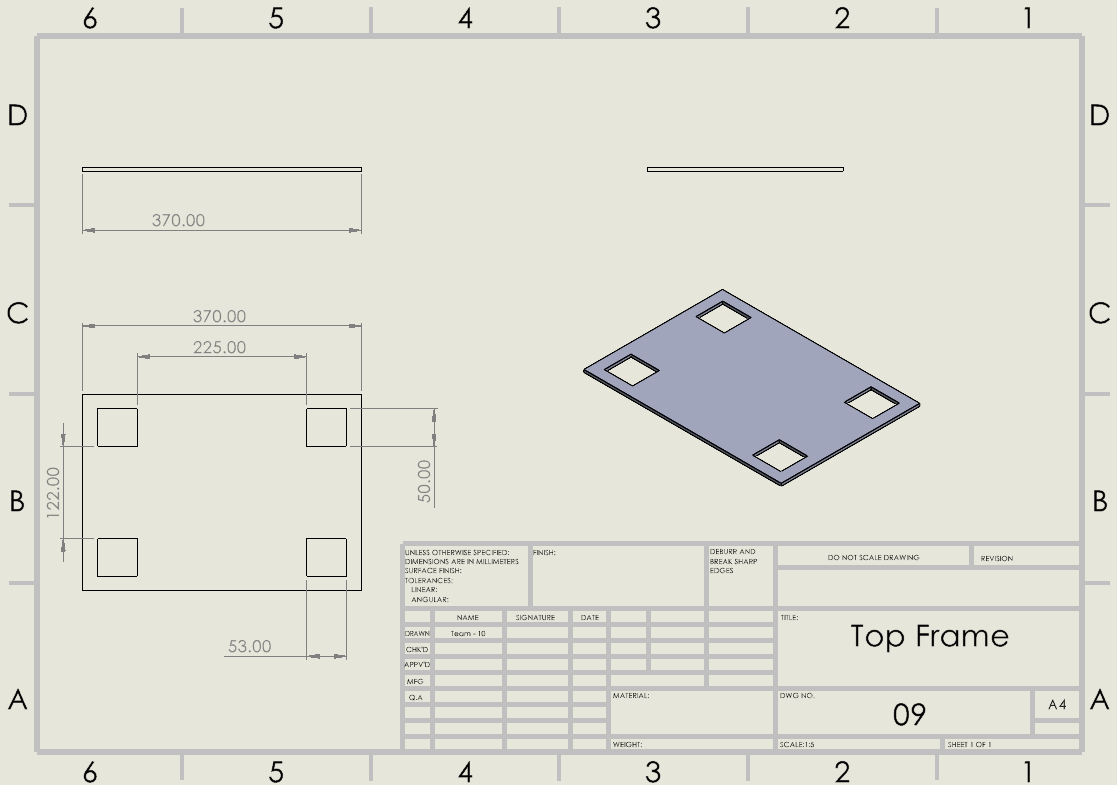 6 5 4 3 2 1
D D
370.00
C C
370.00
225.00
122.00
50.00
B B
53.00
UNLESS OTHERWISE SPECIFIED:
DIMENSIONS ARE IN MILLIMETERS
SURFACE FINISH:
TOLERANCES:
LINEAR:
ANGULAR:
FINISH:
DEBURR AND
BREAK SHARP
EDGES
DO NOT SCALE DRAWING
REVISION
NAME SIGNATURE DATE
DRAWN Team - 10
CHK'D
APPV'D
MFG
Q.A
TITLE:
Top Frame
MATERIAL:
DWG NO.
09
A4
A A
WEIGHT:
SCALE:1:5
SHEET 1 OF 1
6 5 4 3 2 1